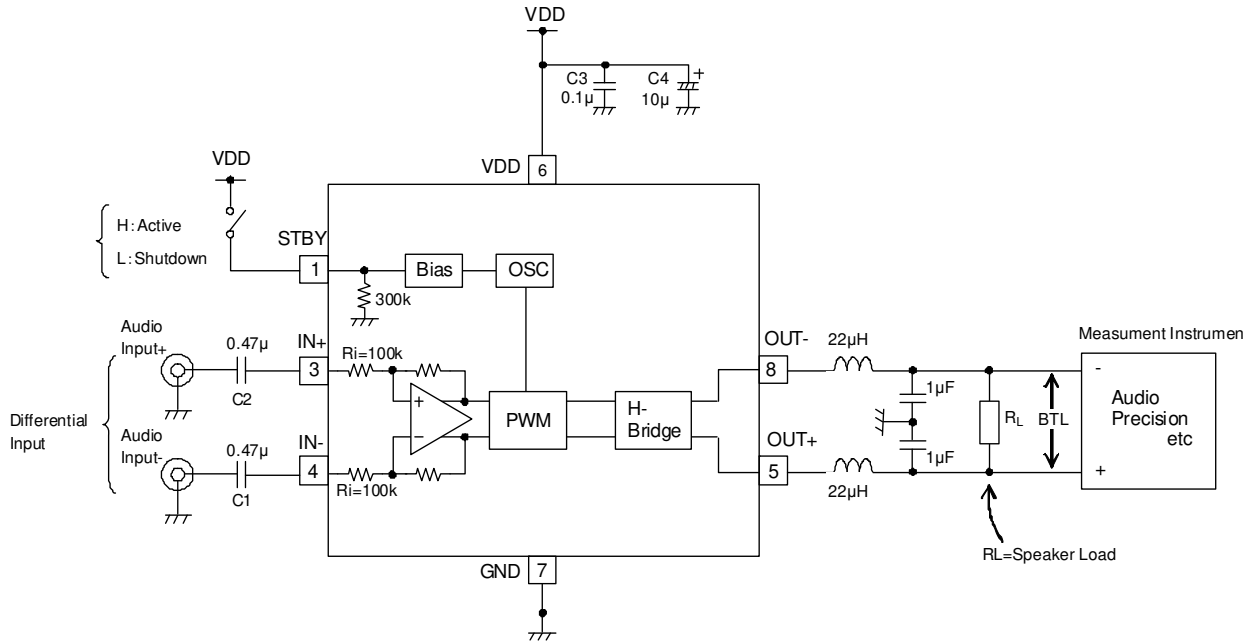 VDD
C3
0.1µ
C4
+
10µ
VDD
6
VDD
H : Active
L : Shutdown
STBY
1
Bias
OSC
300k
Audio
Input+
0.47µ
C2
IN+
3
Ri=100k
Differential
Input
Audio
Input-
0.47µ
C1
IN-
4
Ri=100k
+
−
PWM
H-
Bridge
OUT-
8
22µH
OUT+
5
22µH
1µF
1µF
RL
BTL
Measument Instrumen
-
Audio
Precision
etc
+
RL=Speaker Load
GND
7